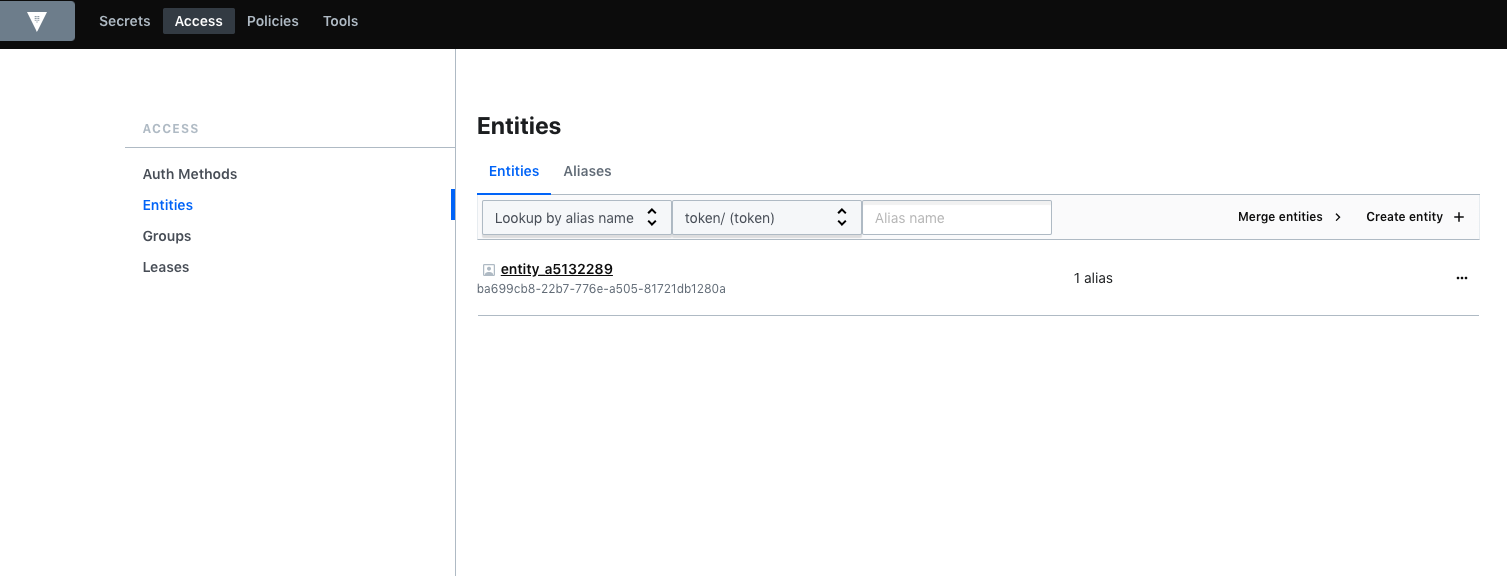 Secrets Access Policies Tools
ACCESS
Auth Methods
Entities
Groups
Leases
Entities
Entities Aliases
Lookup by alias name token/ (token) Alias name Merge entities Create entity
entity_a5132289
ba699cb8-22b7-776e-a505-81721db1280a
1 alias